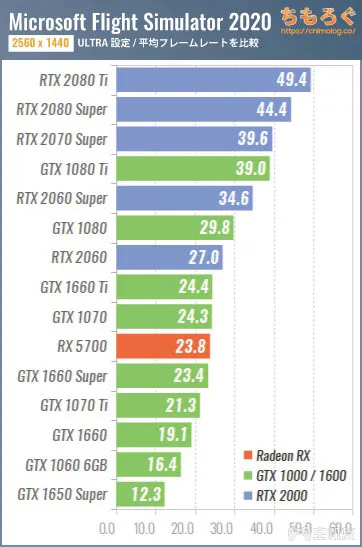 Microsoft Flight Simulator 2020
ちもろぐ
https://chimolog.cc/
2560 x 1440 ULTRA 設定 / 平均フレームレートを比較
RTX 2080 Ti 49.4
RTX 2080 Super 44.4
RTX 2070 Super 39.6
GTX 1080 Ti 39.0
RTX 2060 Super 34.6
GTX 1080 29.8
RTX 2060 27.0
GTX 1660 Ti 24.4
GTX 1070 24.3
RX 5700 23.8
GTX 1660 Super 23.4
GTX 1070 Ti 21.3
GTX 1660 19.1
GTX 1060 6GB 16.4
GTX 1650 Super 12.3
Radeon RX
GTX 1000 / 1600
RTX 2000
0.0 10.0 20.0 30.0 40.0 50.0 60.0